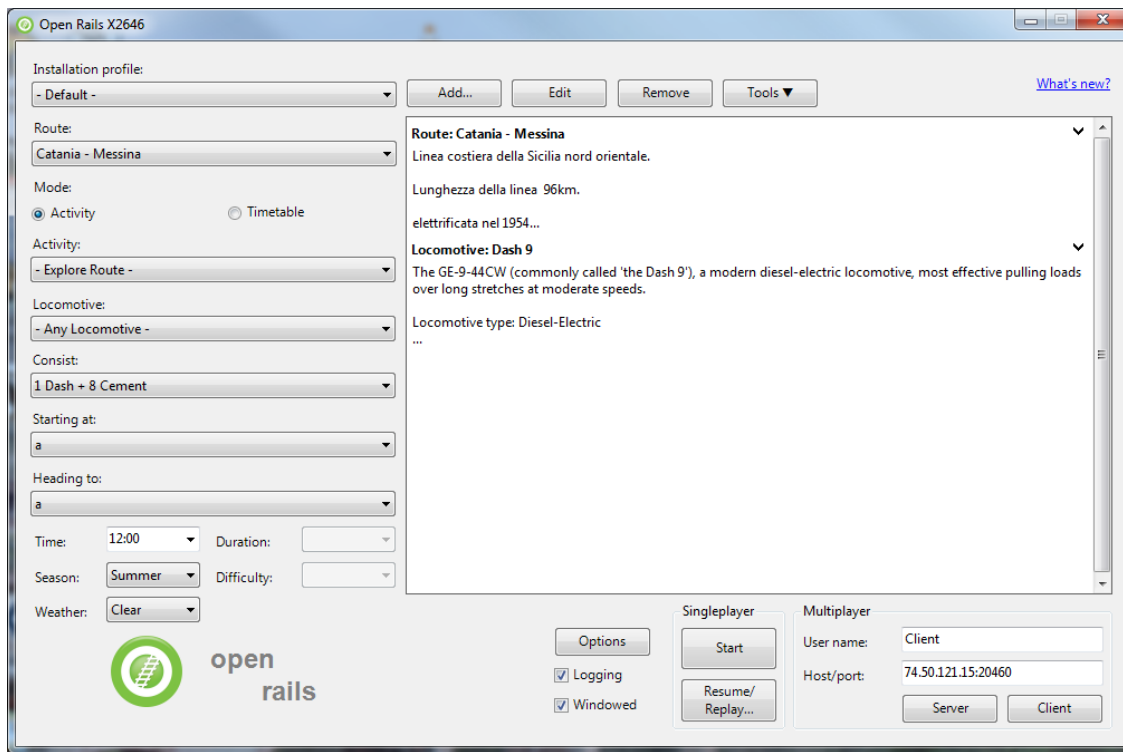 Open Rails X2646
Installation profile:
- Default -
Add...
Edit
Remove
Tools ▼
What's new?
Route:
Catania - Messina
Mode:
Activity
Timetable
Activity:
- Explore Route -
Locomotive:
- Any Locomotive -
Consist:
1 Dash + 8 Cement
Starting at:
a
Heading to:
a
Time:
12:00
Duration:
Season:
Summer
Difficulty:
Weather:
Clear
open
rails
Route: Catania - Messina
Linea costiera della Sicilia nord orientale.
Lunghezza della linea  96km.
elettrificata nel 1954...
Locomotive: Dash 9
The GE-9-44CW (commonly called 'the Dash 9'), a modern diesel-electric locomotive, most effective pulling loads
over long stretches at moderate speeds.
Locomotive type: Diesel-Electric
...
Options
Logging
Windowed
Singleplayer
Start
Resume/
Replay...
Multiplayer
User name:
Client
Host/port:
74.50.121.15:20460
Server
Client